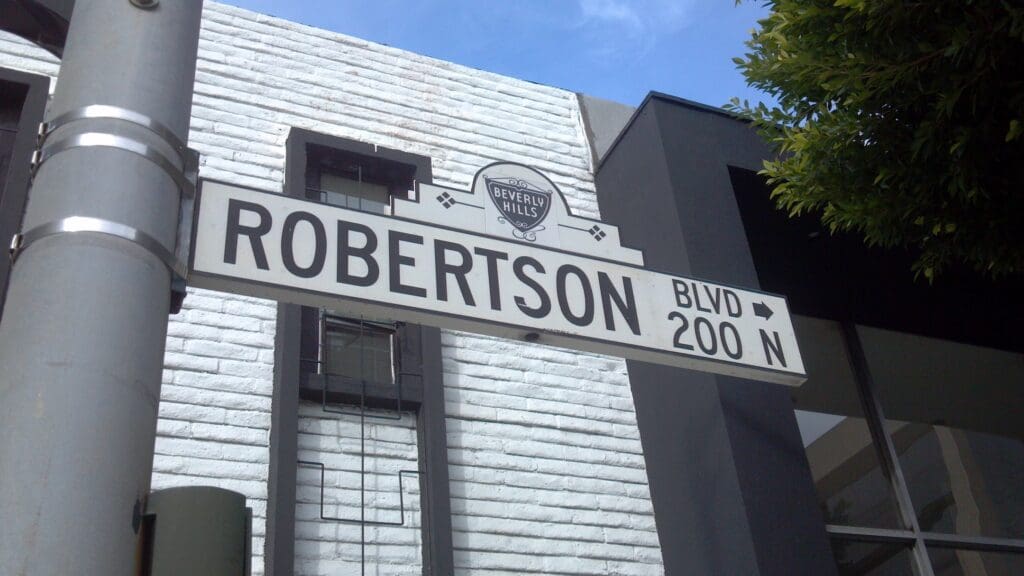 BEVERLY
HILLS
ROBERTSON
BLVD →
200 N